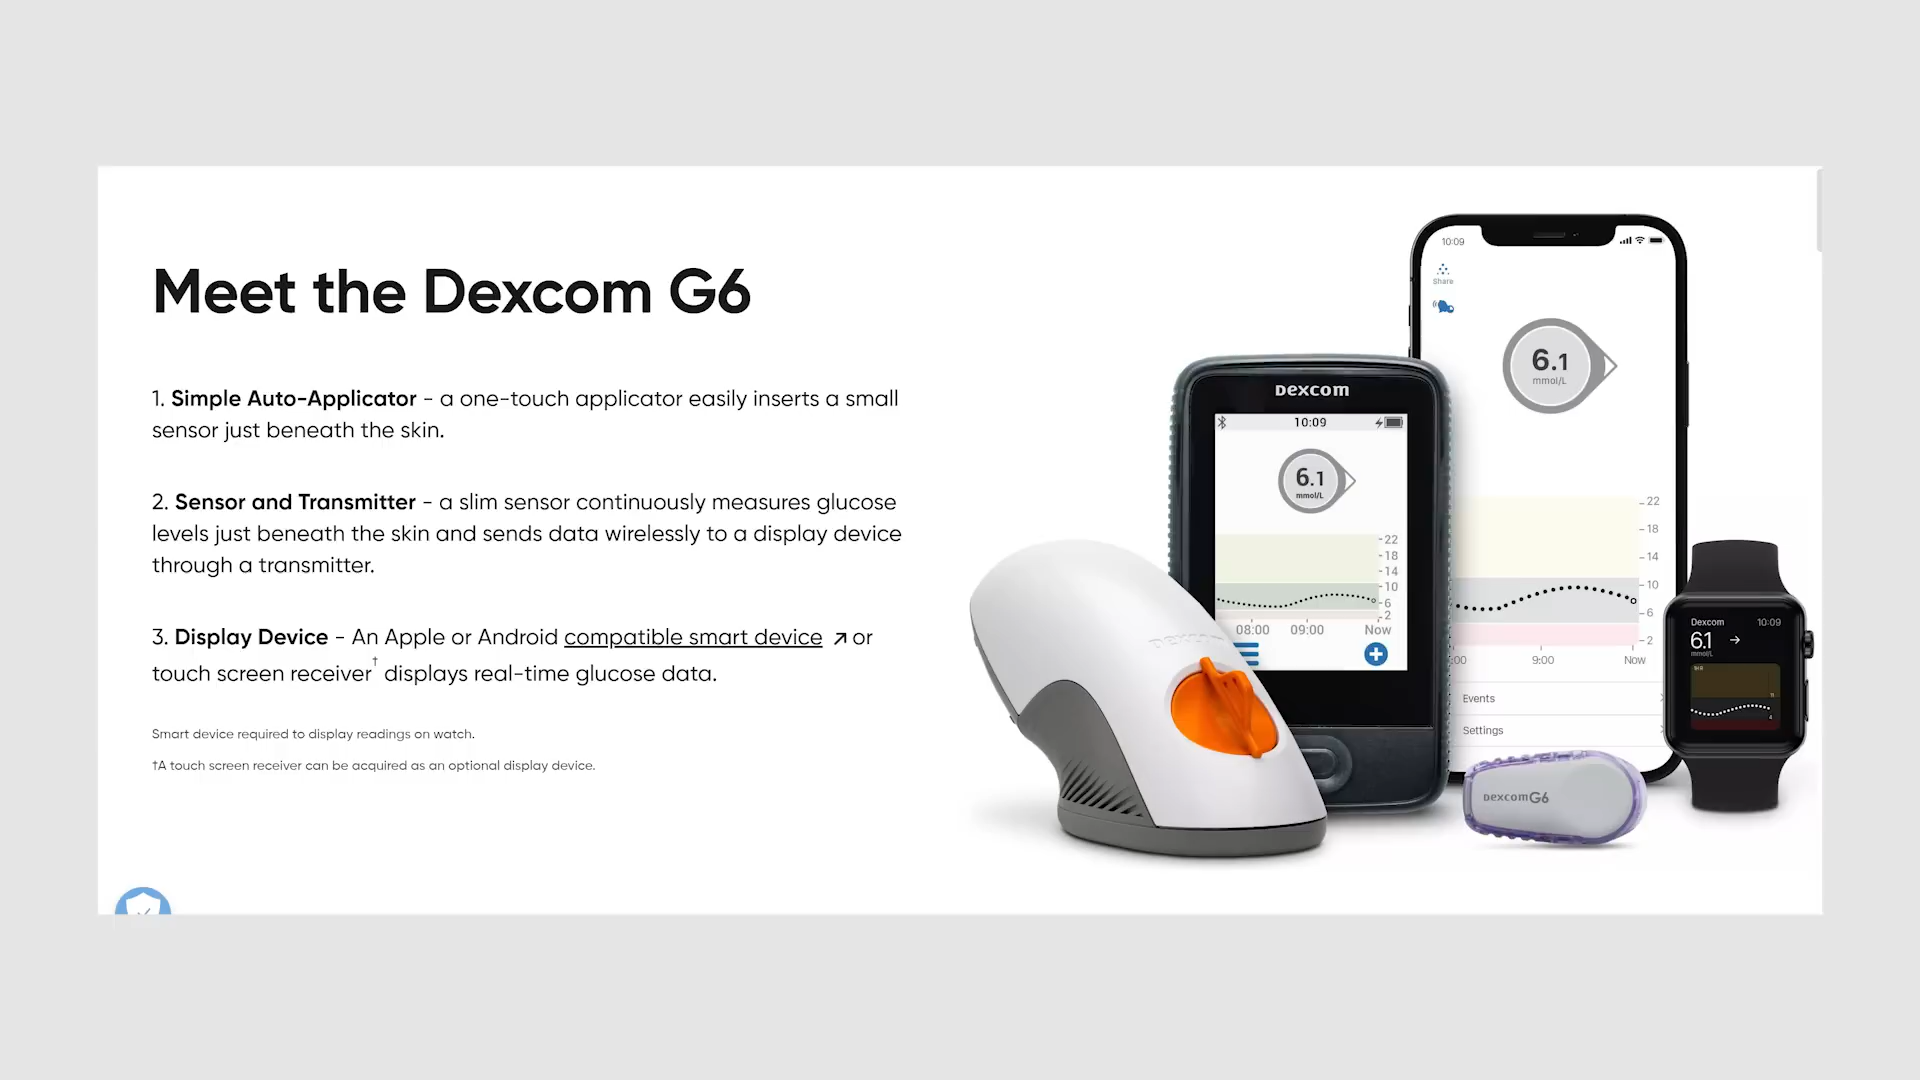 Meet the Dexcom G6
1. Simple Auto-Applicator - a one-touch applicator easily inserts a small
sensor just beneath the skin.
2. Sensor and Transmitter - a slim sensor continuously measures glucose
levels just beneath the skin and sends data wirelessly to a display device
through a transmitter.
3. Display Device - An Apple or Android compatible smart device or
touch screen receiver† displays real-time glucose data.
Smart device required to display readings on watch.
†A touch screen receiver can be acquired as an optional display device.
dexcom
dexcom
10:09
6.1
mmol/L
22
18
14
10
6
2
08:00
09:00
Now
10:09
Share
6.1
mmol/L
22
18
14
10
6
2
:00
9:00
Now
Events
Settings
dexcomG6
Dexcom
10:09
6.1
mmol/L